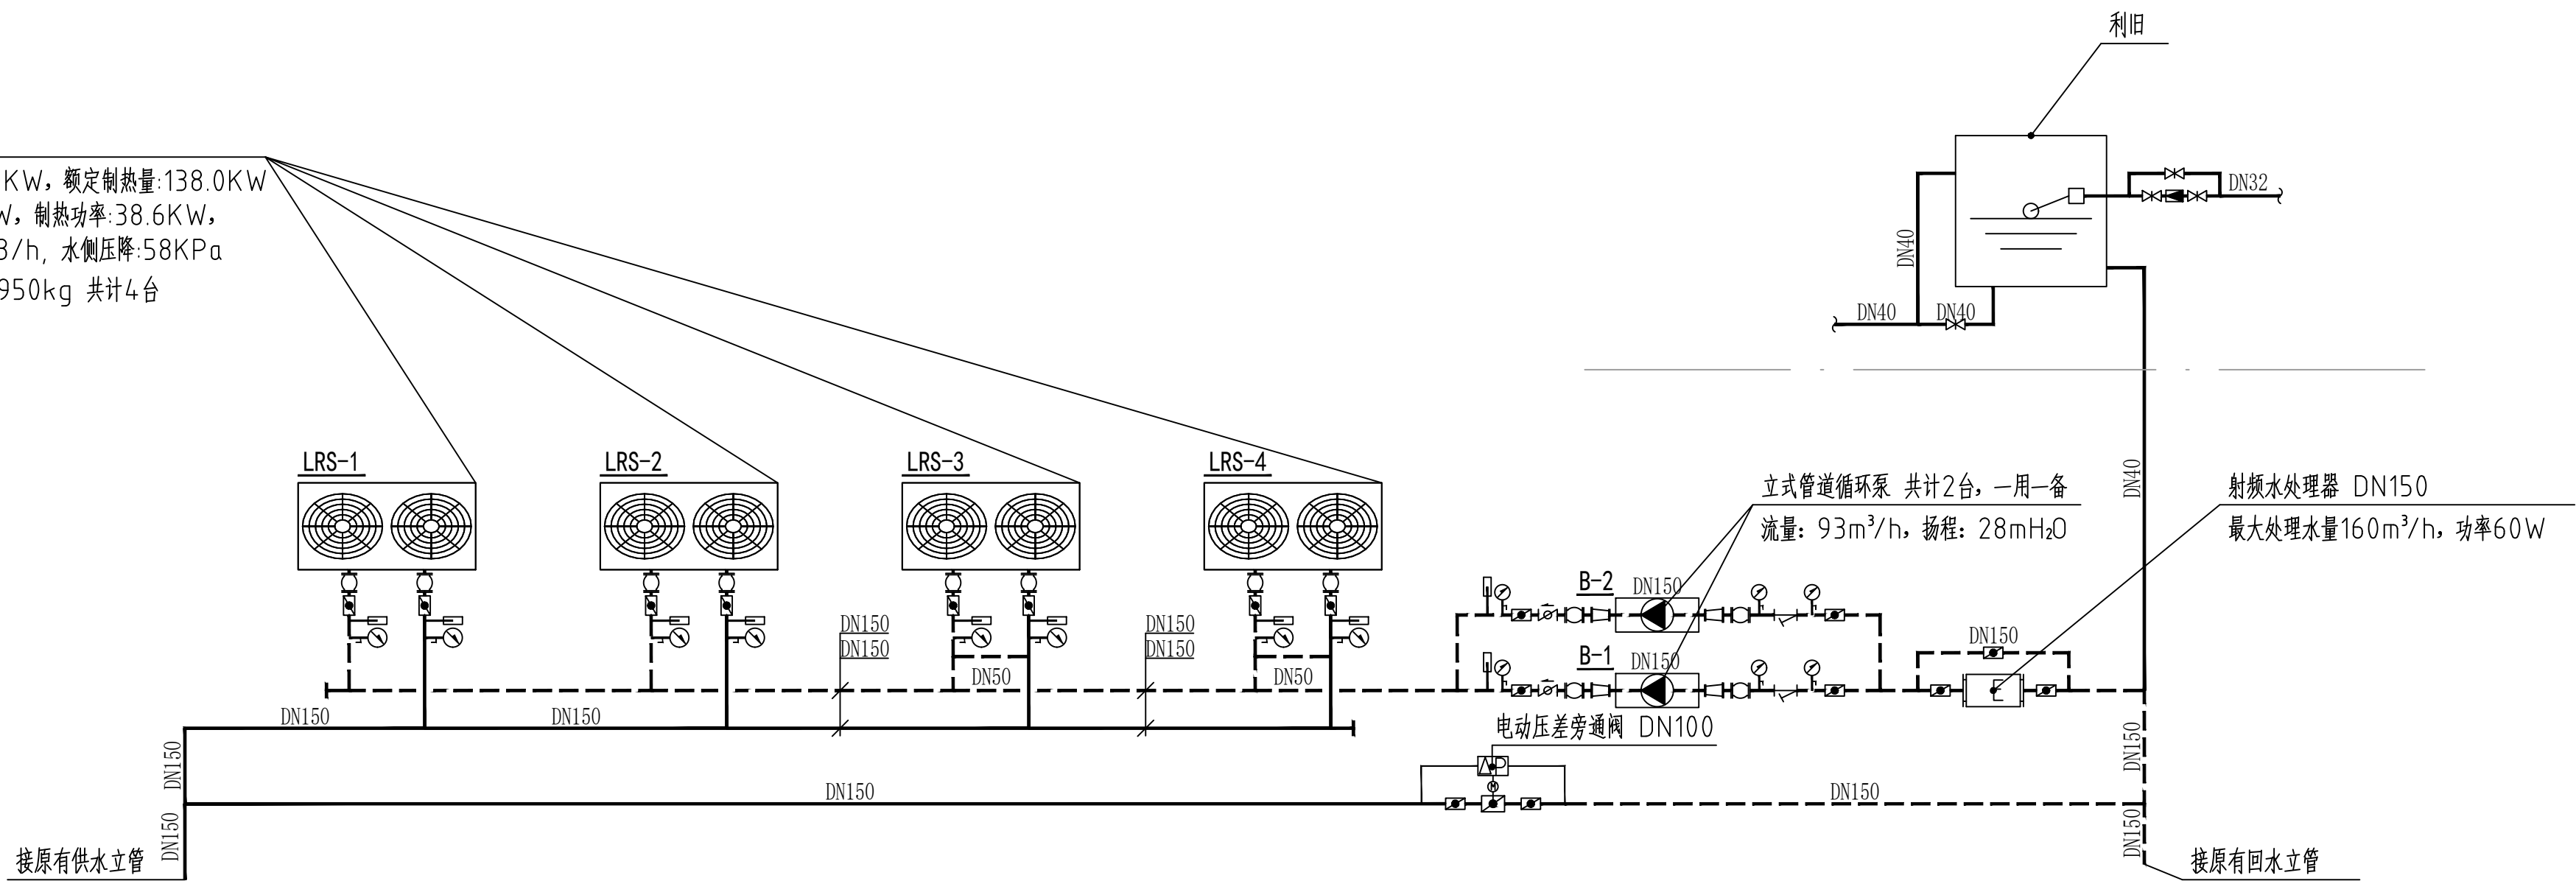 利旧
KW，额定制热量:138.0KW
W，制热功率:38.6KW，
3/h, 水侧压降:58KPa
950kg 共计4台
DN32
DN40
DN40
DN40
DN40
LRS-1
LRS-2
LRS-3
LRS-4
立式管道循环泵 共计2台，一用一备
流量：93m³/h，扬程：28mH₂O
射频水处理器 DN150
最大处理水量160m³/h，功率60W
B-2
DN150
B-1
DN150
DN150
DN150
DN150
DN150
DN150
DN50
DN50
DN150
DN150
电动压差旁通阀 DN100
ΔP
M
DN150
DN150
DN150
DN150
DN150
DN150
接原有供水立管
接原有回水立管